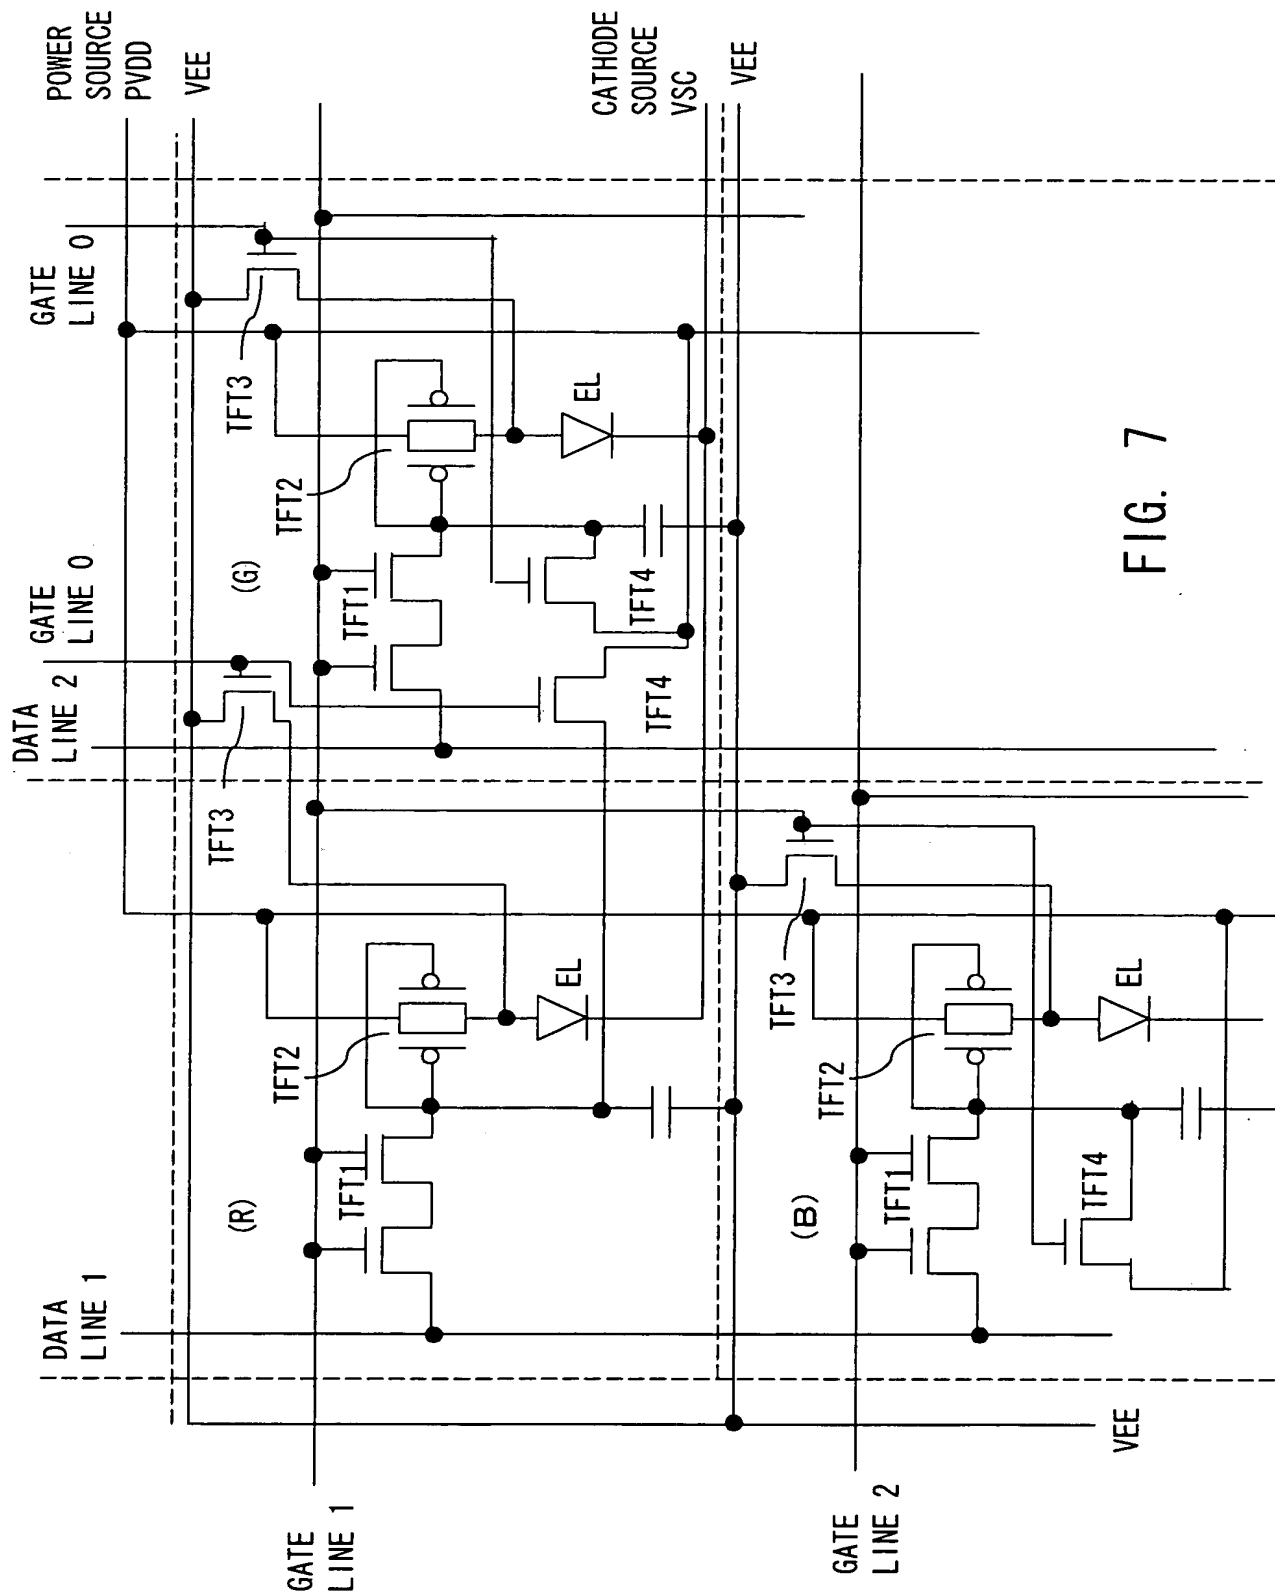 POWER
SOURCE
PVDD
VEE
GATE
LINE 0
GATE
LINE 0
DATA
LINE 2
DATA
LINE 1
TFT3
TFT3
(G)
(R)
TFT2
TFT2
TFT1
TFT1
EL
EL
TFT4
TFT4
CATHODE
SOURCE
VSC
VEE
GATE
LINE 1
TFT3
TFT2
TFT1
(B)
EL
TFT4
GATE
LINE 2
VEE
FIG. 7